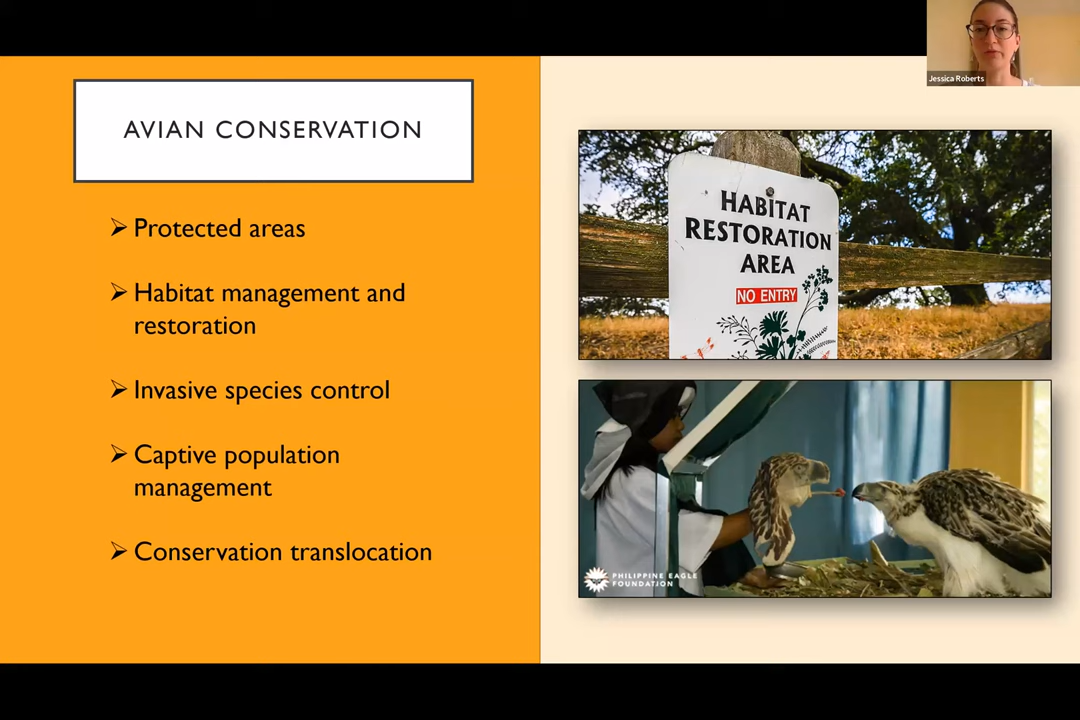 Jessica Roberts
AVIAN CONSERVATION
➢ Protected areas
➢ Habitat management and
restoration
➢ Invasive species control
➢ Captive population
management
➢ Conservation translocation
HABITAT
RESTORATION
AREA
NO ENTRY
PHILIPPINE EAGLE
FOUNDATION